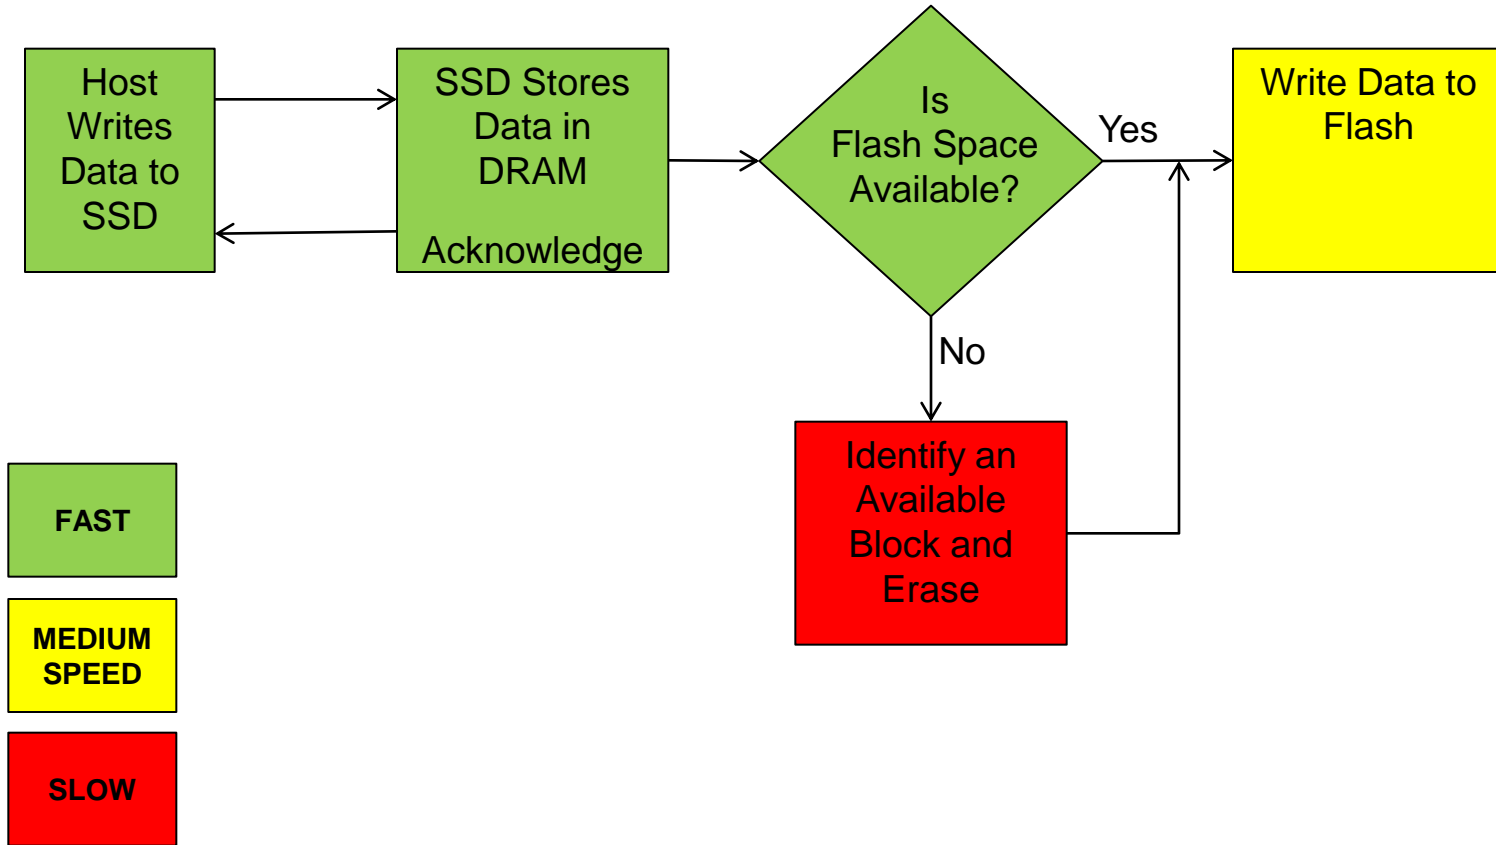 Host
Writes
Data to
SSD
SSD Stores
Data in
DRAM
Acknowledge
Is
Flash Space
Available?
Yes
Write Data to
Flash
No
Identify an
Available
Block and
Erase
FAST
MEDIUM
SPEED
SLOW